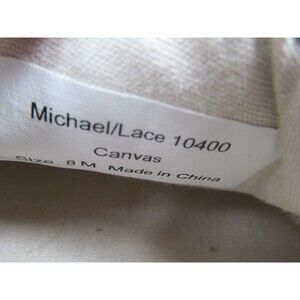 Michael/Lace 10400
Canvas
Size 8 M Made in China